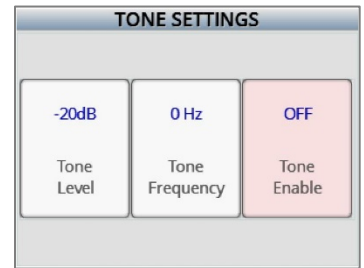 TONE SETTINGS
-20dB
Tone
Level
0 Hz
Tone
Frequency
OFF
Tone
Enable